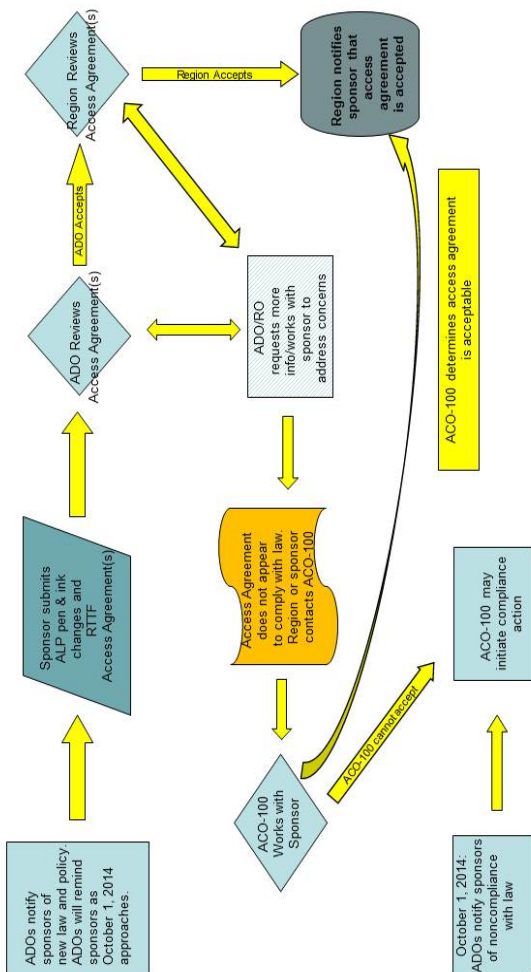 ADOs notify
sponsors of
new law and policy.
ADOs will remind
sponsors as
October 1, 2014
approaches.
Sponsor submits
ALP pen & ink
changes and
RTTF
Access Agreement(s)
ADO Reviews
Access Agreement(s)
ADO Accepts
Region Reviews
Access Agreement(s)
Region Accepts
Region notifies
sponsor that
access
agreement
is accepted
ADO/RO
requests more
info/works with
sponsor to
address concerns
Access Agreement
does not appear
to comply with law.
Region or sponsor
contacts ACO-100
ACO-100
Works with
Sponsor
ACO-100 cannot accept
ACO-100 determines access agreement
is acceptable
October 1, 2014:
ADOs notify sponsors
of noncompliance
with law
ACO-100 may
initiate compliance
action